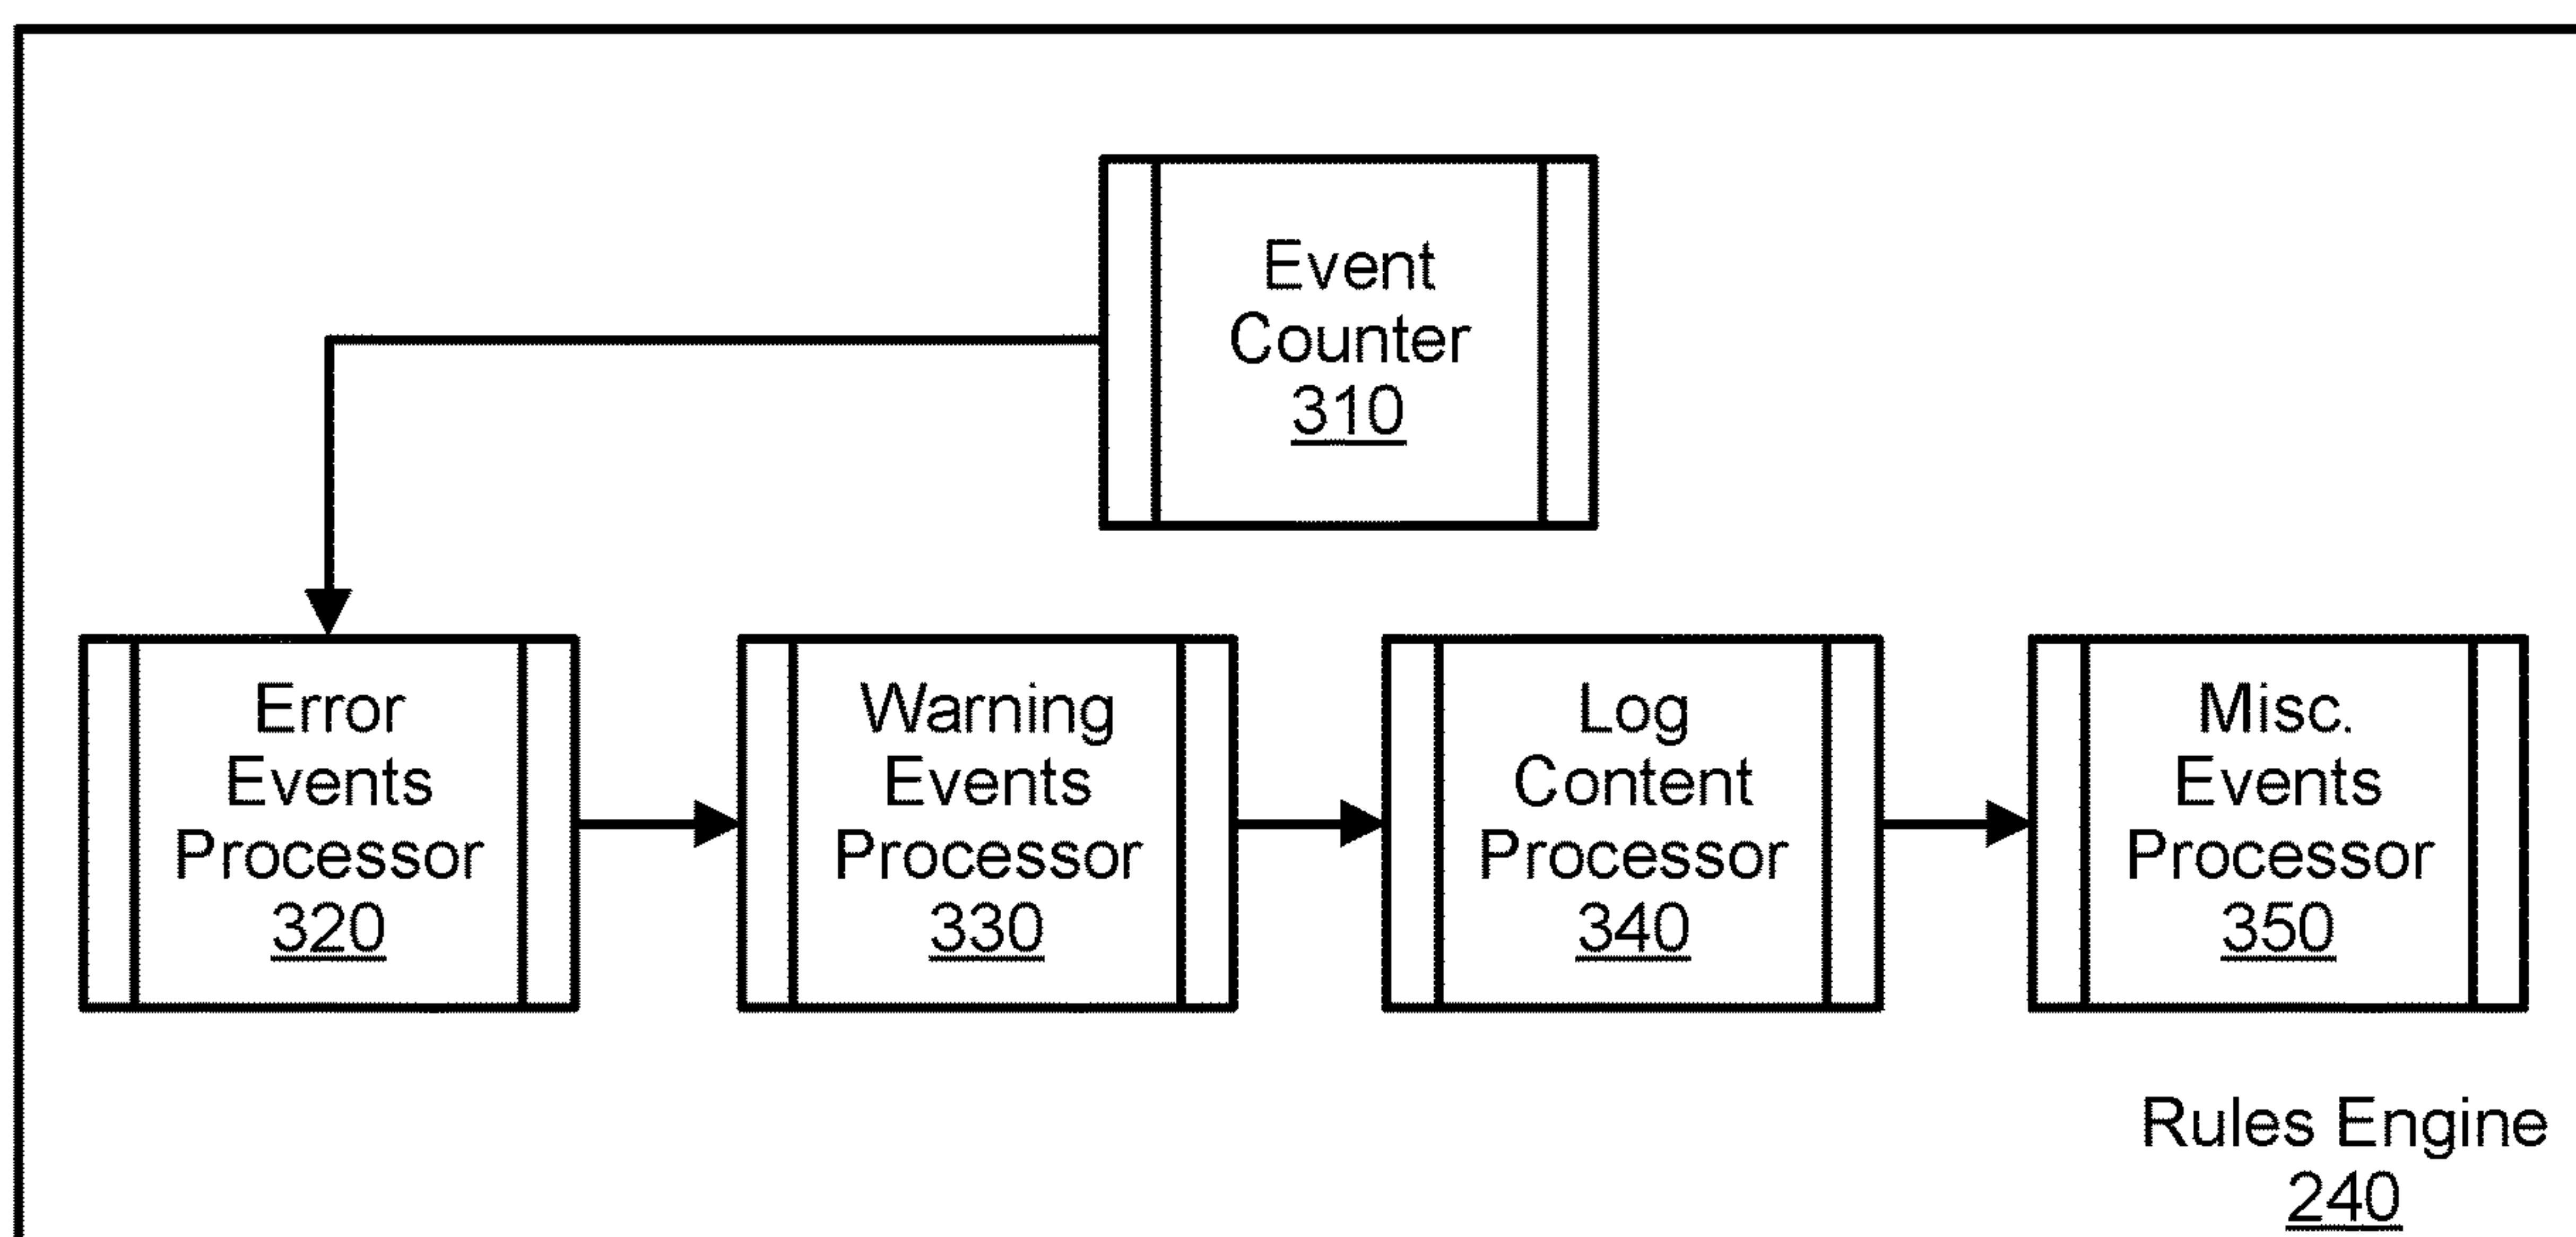 Event
Counter
310
Error
Events
Processor
320
Warning
Events
Processor
330
Log
Content
Processor
340
Misc.
Events
Processor
350
Rules Engine
240